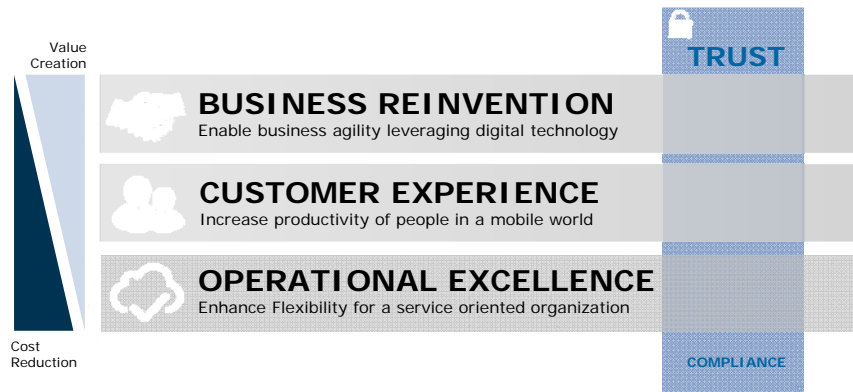 Value
Creation
TRUST
BUSINESS REINVENTION
Enable business agility leveraging digital technology
CUSTOMER EXPERIENCE
Increase productivity of people in a mobile world
OPERATIONAL EXCELLENCE
Enhance Flexibility for a service oriented organization
Cost
Reduction
COMPLIANCE